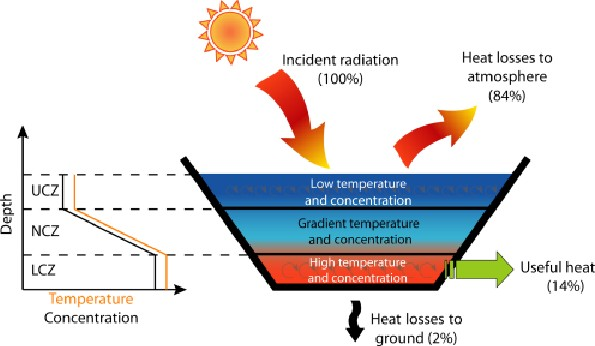 Incident radiation
(100%)
Heat losses to
atmosphere
(84%)
Depth
UCZ
NCZ
LCZ
Temperature
Concentration
Low temperature
and concentration
Gradient temperature
and concentration
High temperature
and concentration
Useful heat
(14%)
Heat losses to
ground (2%)